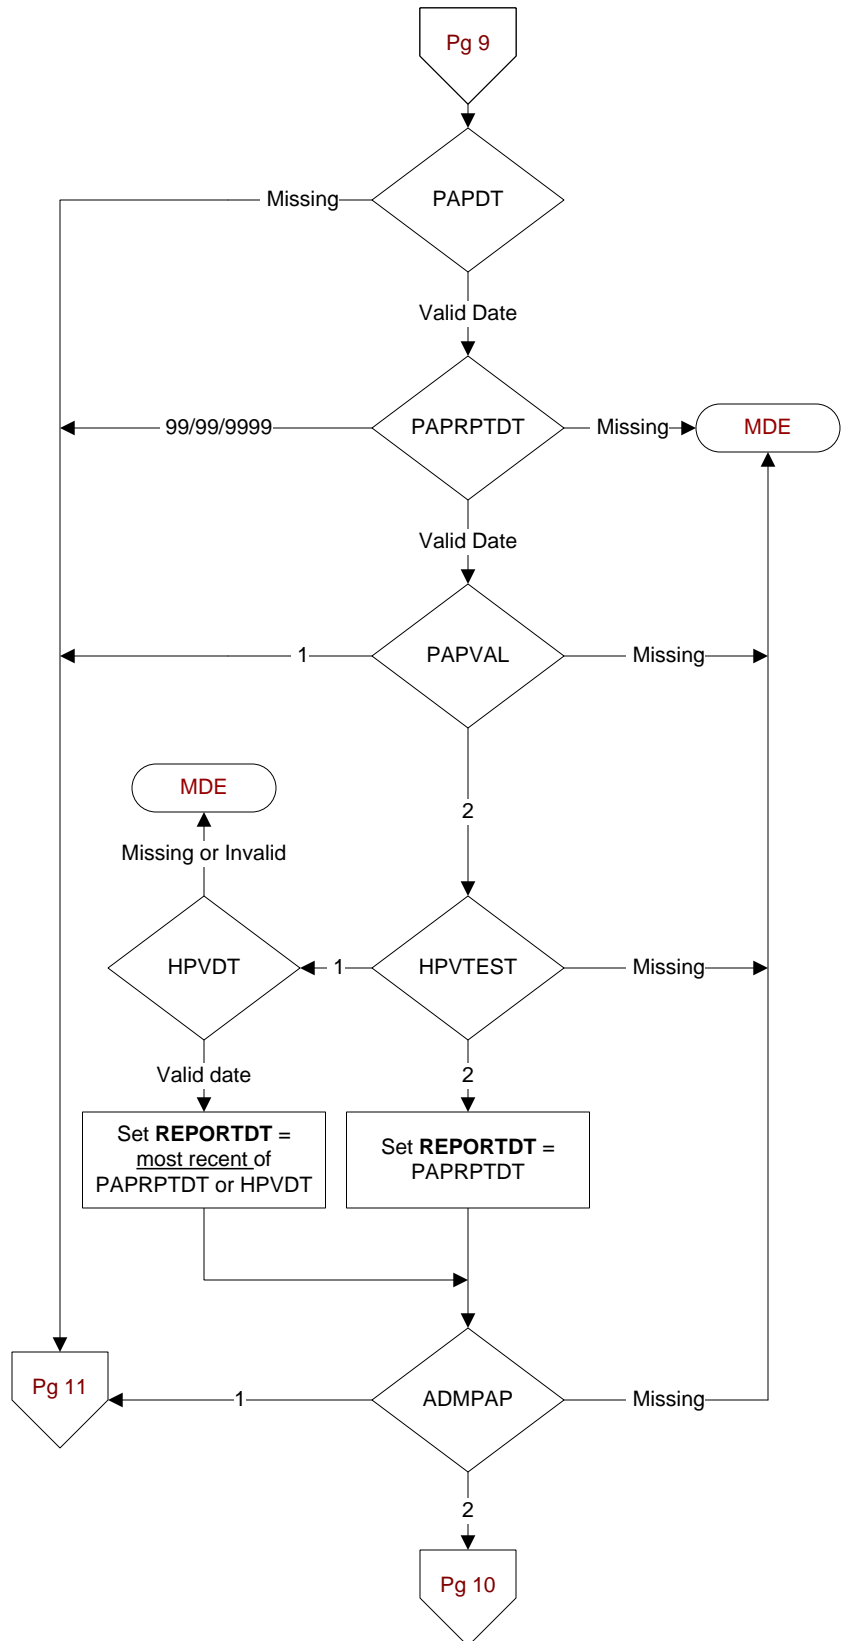 Pg 9
Missing
PAPDT
Valid Date
99/99/9999
PAPRPTDT
Missing
MDE
Valid Date
1
PAPVAL
Missing
MDE
2
Missing or Invalid
HPVDT
1
HPVTEST
Missing
Valid date
2
Set REPORTDT =
most recent of
PAPRPTDT or HPVDT
Set REPORTDT =
PAPRPTDT
Pg 11
1
ADMPAP
Missing
2
Pg 10